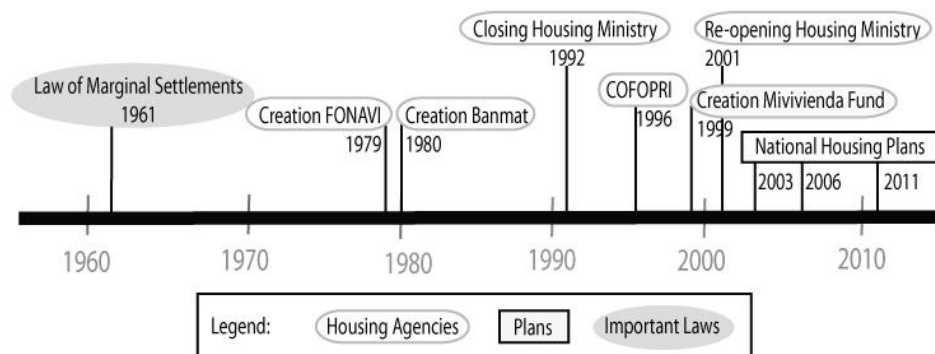 Closing Housing Ministry
1992
Re-opening Housing Ministry
2001
Law of Marginal Settlements
1961
Creation FONAVI
1979
Creation Banmat
1980
COFOPRI
1996
Creation Mivivienda Fund
1999
National Housing Plans
2003 2006 2011
1960 1970 1980 1990 2000 2010
Legend: Housing Agencies Plans Important Laws